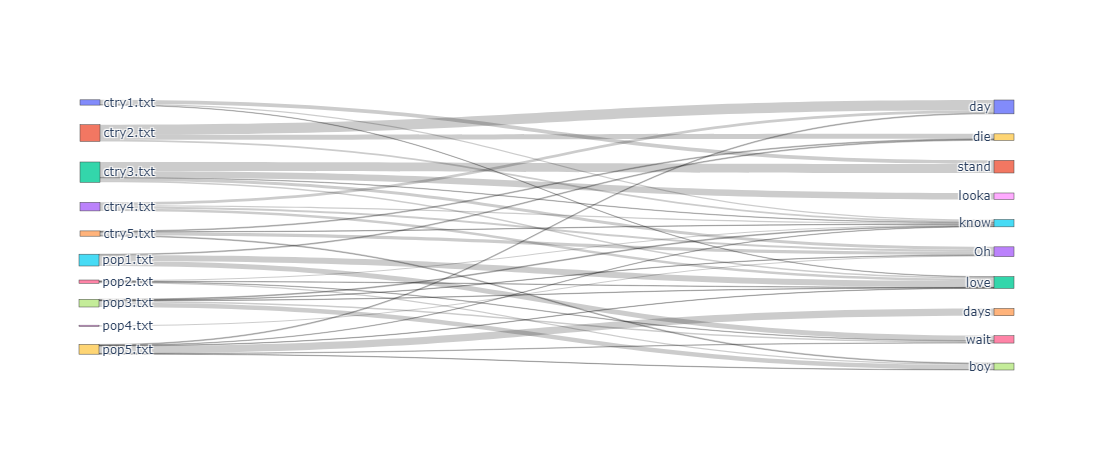 ctry1.txt
ctry2.txt
ctry3.txt
ctry4.txt
ctry5.txt
pop1.txt
pop2.txt
pop3.txt
pop4.txt
pop5.txt
day
die
stand
looka
know
Oh
love
days
wait
boy